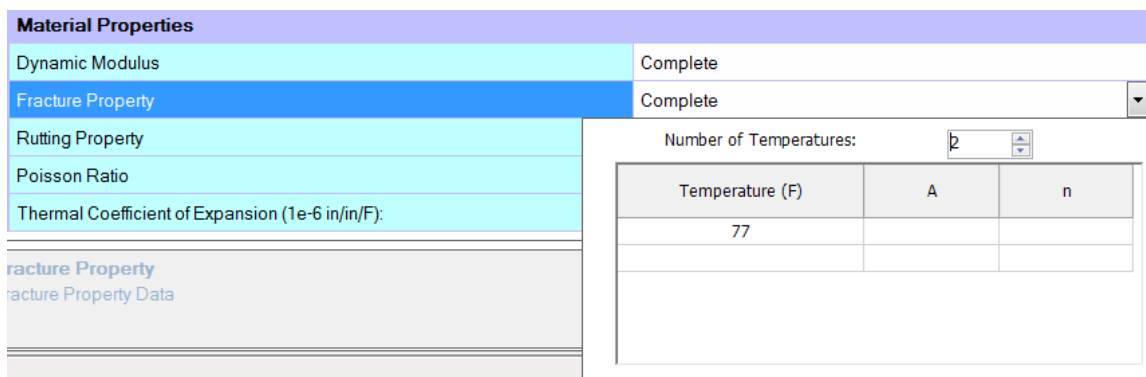 Material Properties
Dynamic Modulus Complete
Fracture Property Complete
Rutting Property
Poisson Ratio
Thermal Coefficient of Expansion (1e-6 in/in/F):
Number of Temperatures: 2
Temperature (F) A n
77
racture Property
racture Property Data